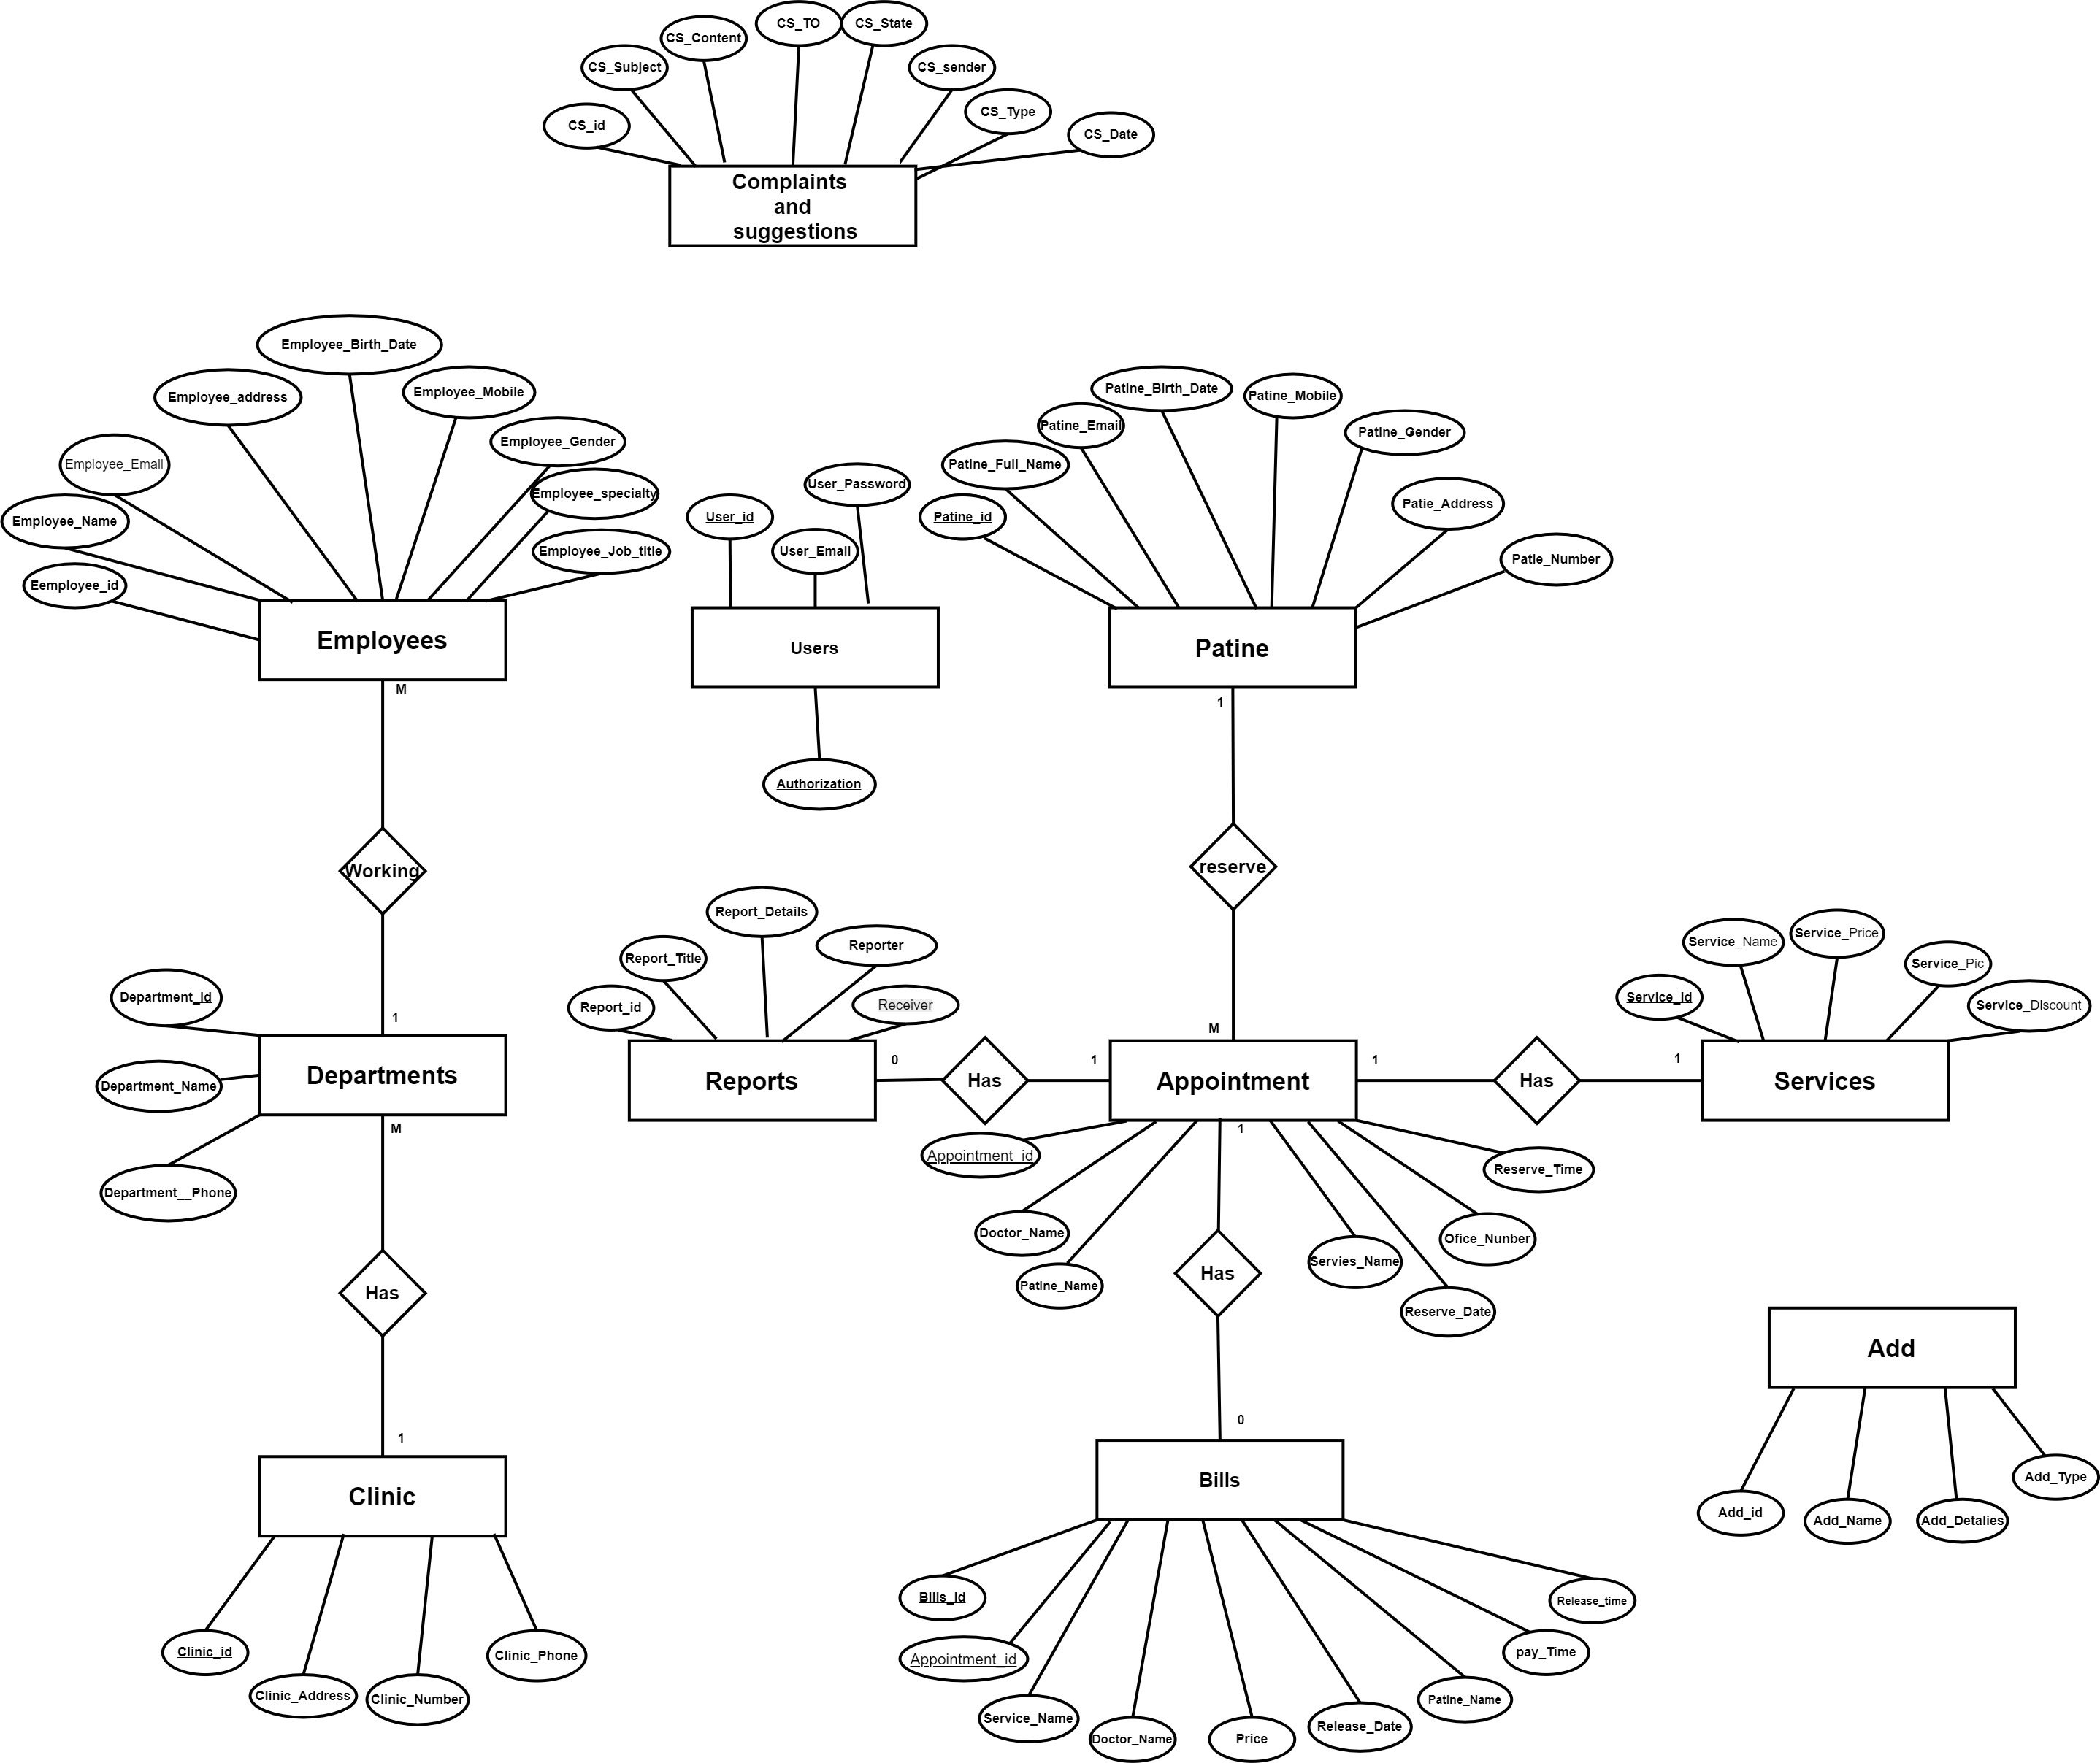 CS_TO
CS_State
CS_Content
CS_Subject
CS_sender
CS_Type
CS_id
CS_Date
Complaints
and
suggestions
Employee_Birth_Date
Employee_address
Employee_Mobile
Employee_Gender
Employee_Email
Employee_specialty
Employee_Name
Employee_Job_title
Eemployee_id
Employees
M
User_Password
User_id
User_Email
Users
Authorization
Patine_Birth_Date
Patine_Mobile
Patine_Email
Patine_Gender
Patine_Full_Name
Patie_Address
Patine_id
Patie_Number
Patine
1
Working
reserve
Report_Details
Reporter
Report_Title
Receiver
Report_id
Service_Price
Service_Name
Service_Pic
Service_id
Service_Discount
Department_id
1
M
Department_Name
Departments
Reports
0
Has
1
Appointment
1
Has
1
Services
M
1
Department__Phone
Appointment_id
Reserve_Time
Doctor_Name
Ofice_Nunber
Servies_Name
Patine_Name
Reserve_Date
Has
Has
Add
0
1
Clinic
Bills
Add_Type
Add_id
Add_Name
Add_Detalies
Clinic_id
Clinic_Phone
Clinic_Address
Clinic_Number
Bills_id
Release_time
Appointment_id
pay_Time
Service_Name
Patine_Name
Doctor_Name
Price
Release_Date